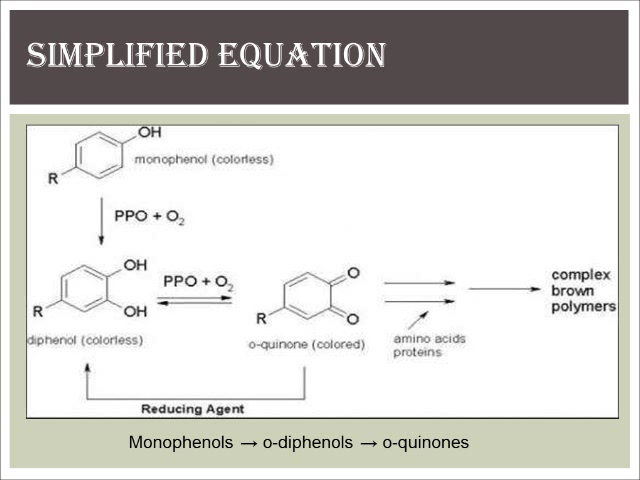 SIMPLIFIED EQUATION
OH
monophenol (colorless)
R
PPO + O₂
OH
PPO + O₂
O
complex
brown
polymers
R
OH
R
O
diphenol (colorless)
o-quinone (colored)
amino acids
proteins
Reducing Agent
Monophenols → o-diphenols → o-quinones